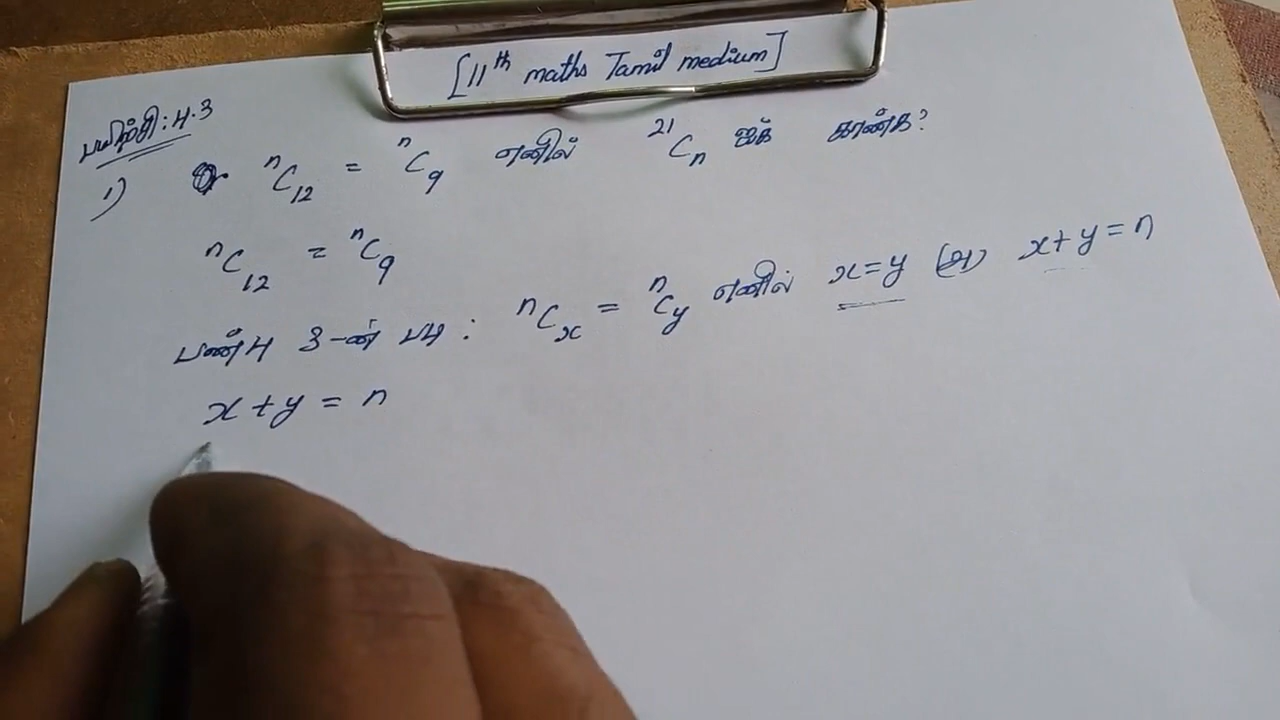 [11th maths Tamil medium]
பயிற்சி : 4.3
1) ⁿC₁₂ = ⁿC₉ எனில் ²¹Cₙ ஐக் காண்க?
ⁿC₁₂ = ⁿC₉
பண்பு 3-ன் படி : ⁿCₓ = ⁿCy எனில் x=y (அ) x+y=n
x+y = n